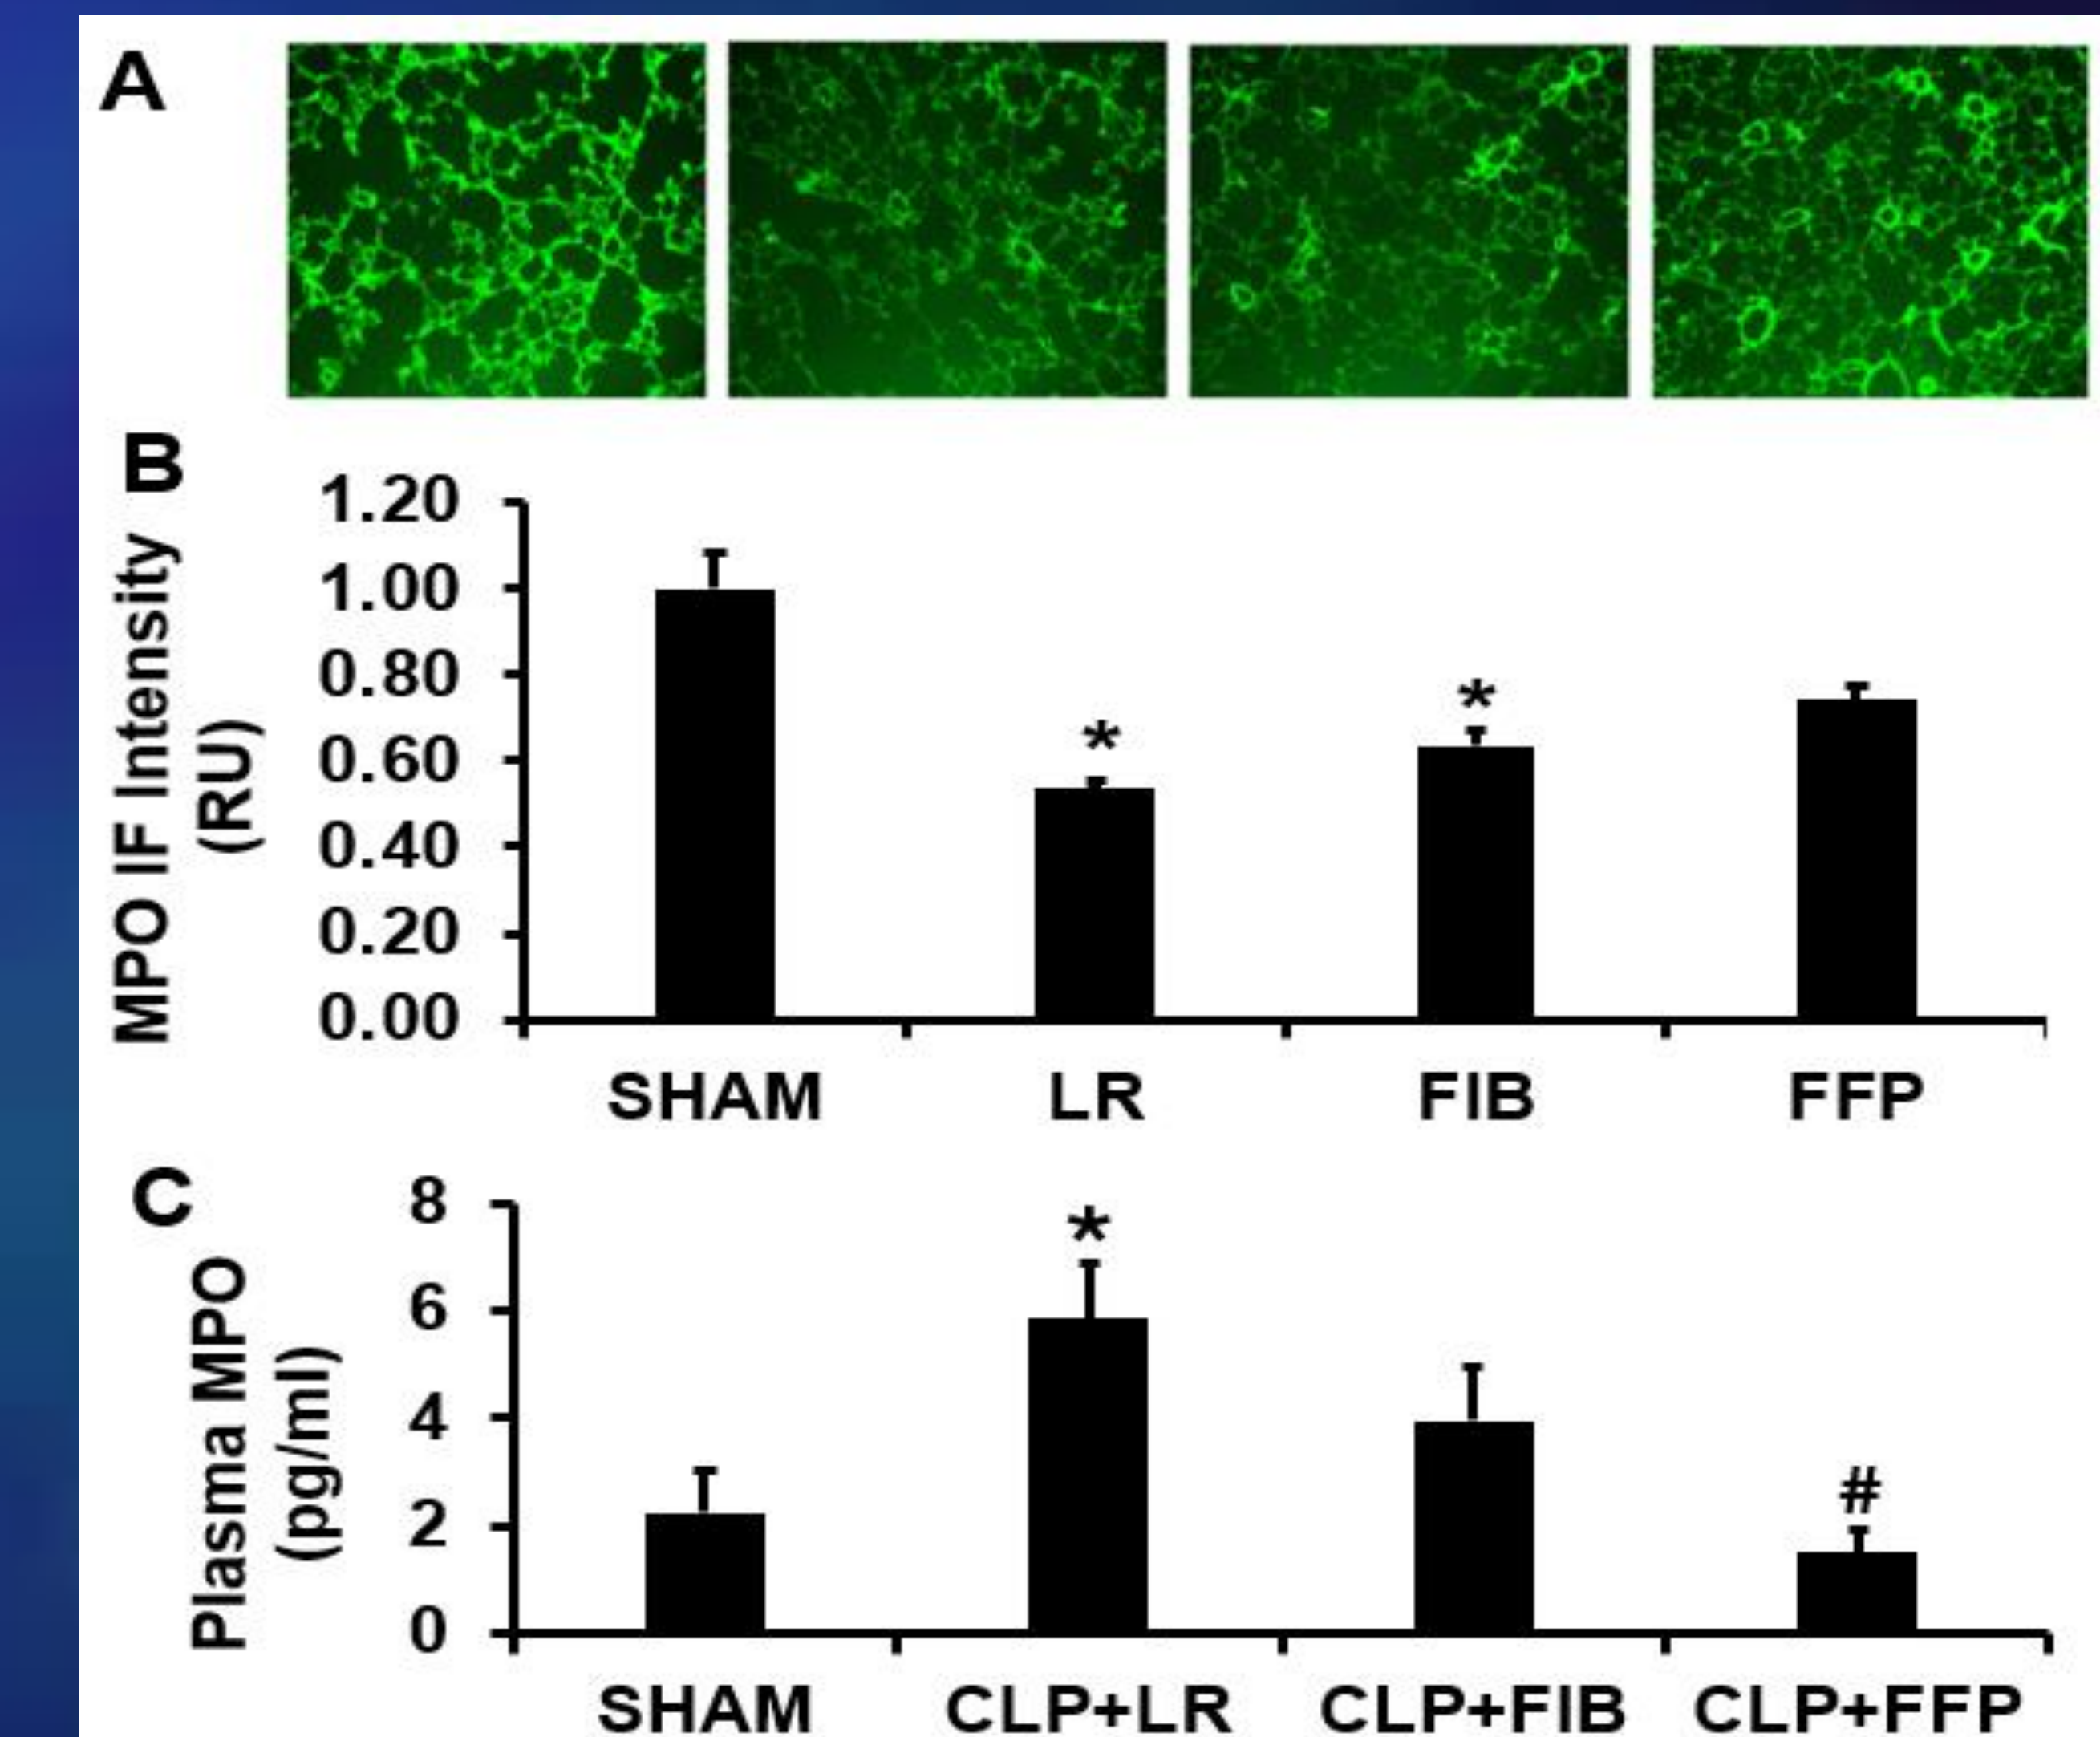 A
B
MPO IF Intensity
(RU)
1.20
1.00
0.80
0.60
0.40
0.20
0.00
*
*
SHAM LR FIB FFP
C
Plasma MPO
(pg/ml)
8
6
4
2
0
*
#
SHAM CLP+LR CLP+FIB CLP+FFP